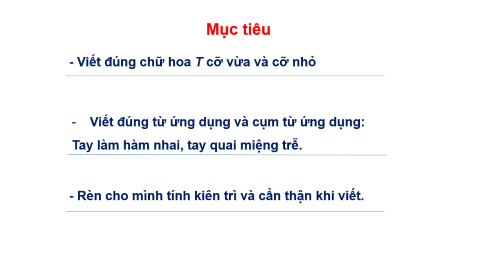 Mục tiêu
- Viết đúng chữ hoa T cỡ vừa và cỡ nhỏ
- Viết đúng từ ứng dụng và cụm từ ứng dụng:
Tay làm hàm nhai, tay quai miệng trễ.
- Rèn cho mình tính kiên trì và cẩn thận khi viết.